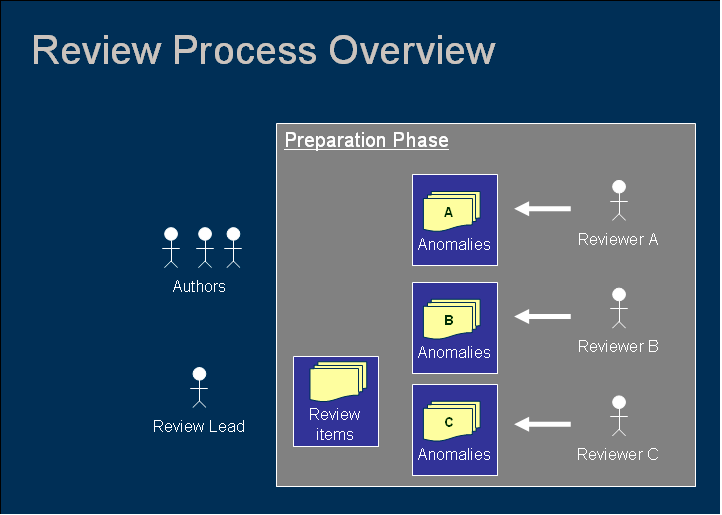 Review Process Overview
Preparation Phase
A
Anomalies
Reviewer A
Authors
B
Anomalies
Reviewer B
Review Lead
Review
items
C
Anomalies
Reviewer C